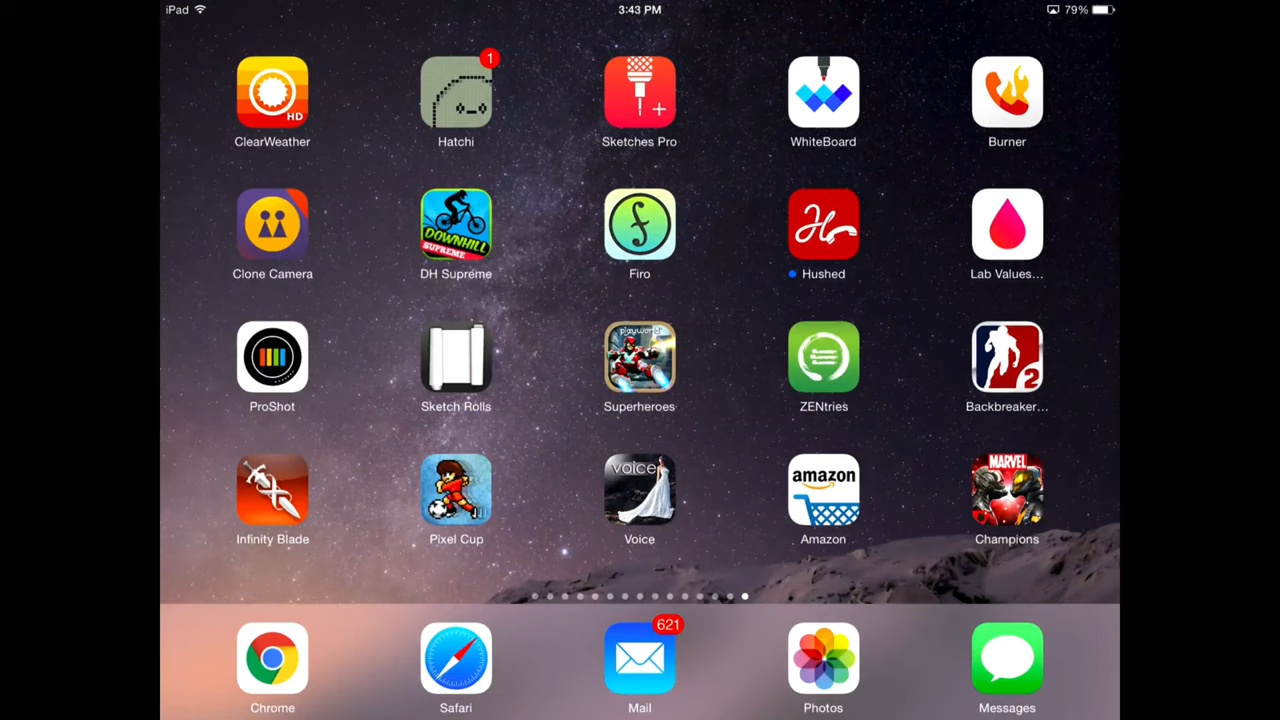 iPad 3:43 PM 79%
1
HD
ClearWeather Hatchi Sketches Pro WhiteBoard Burner
DOWNHILL
SUPREME
Clone Camera DH Supreme Firo Hushed Lab Values...
playworld
2
ProShot Sketch Rolls Superheroes ZENtries Backbreaker...
voice amazon MARVEL
Infinity Blade Pixel Cup Voice Amazon Champions
621
Chrome Safari Mail Photos Messages